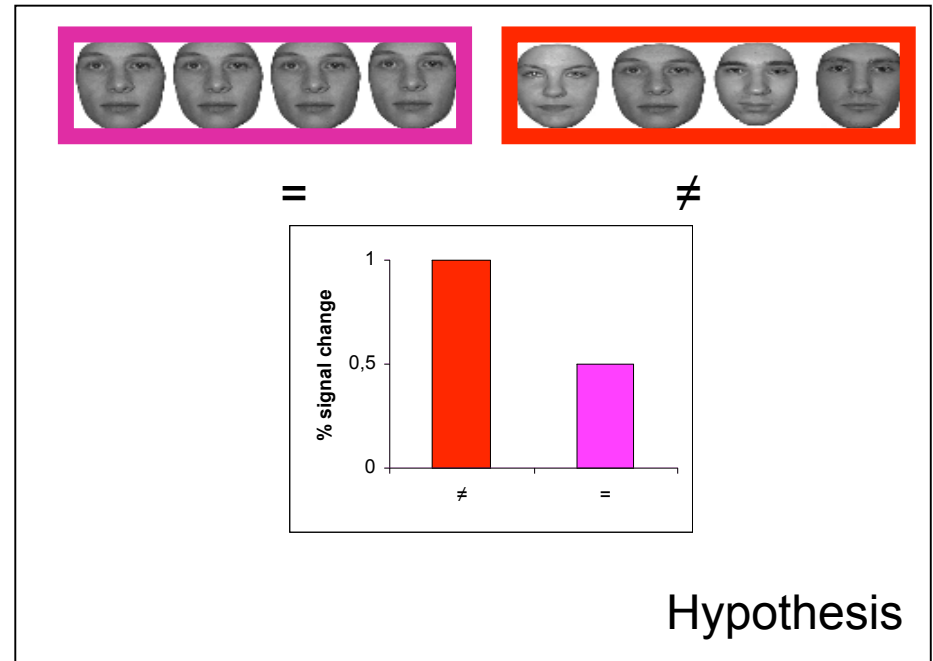 = ≠
% signal change
1
0,5
0
≠ =
Hypothesis